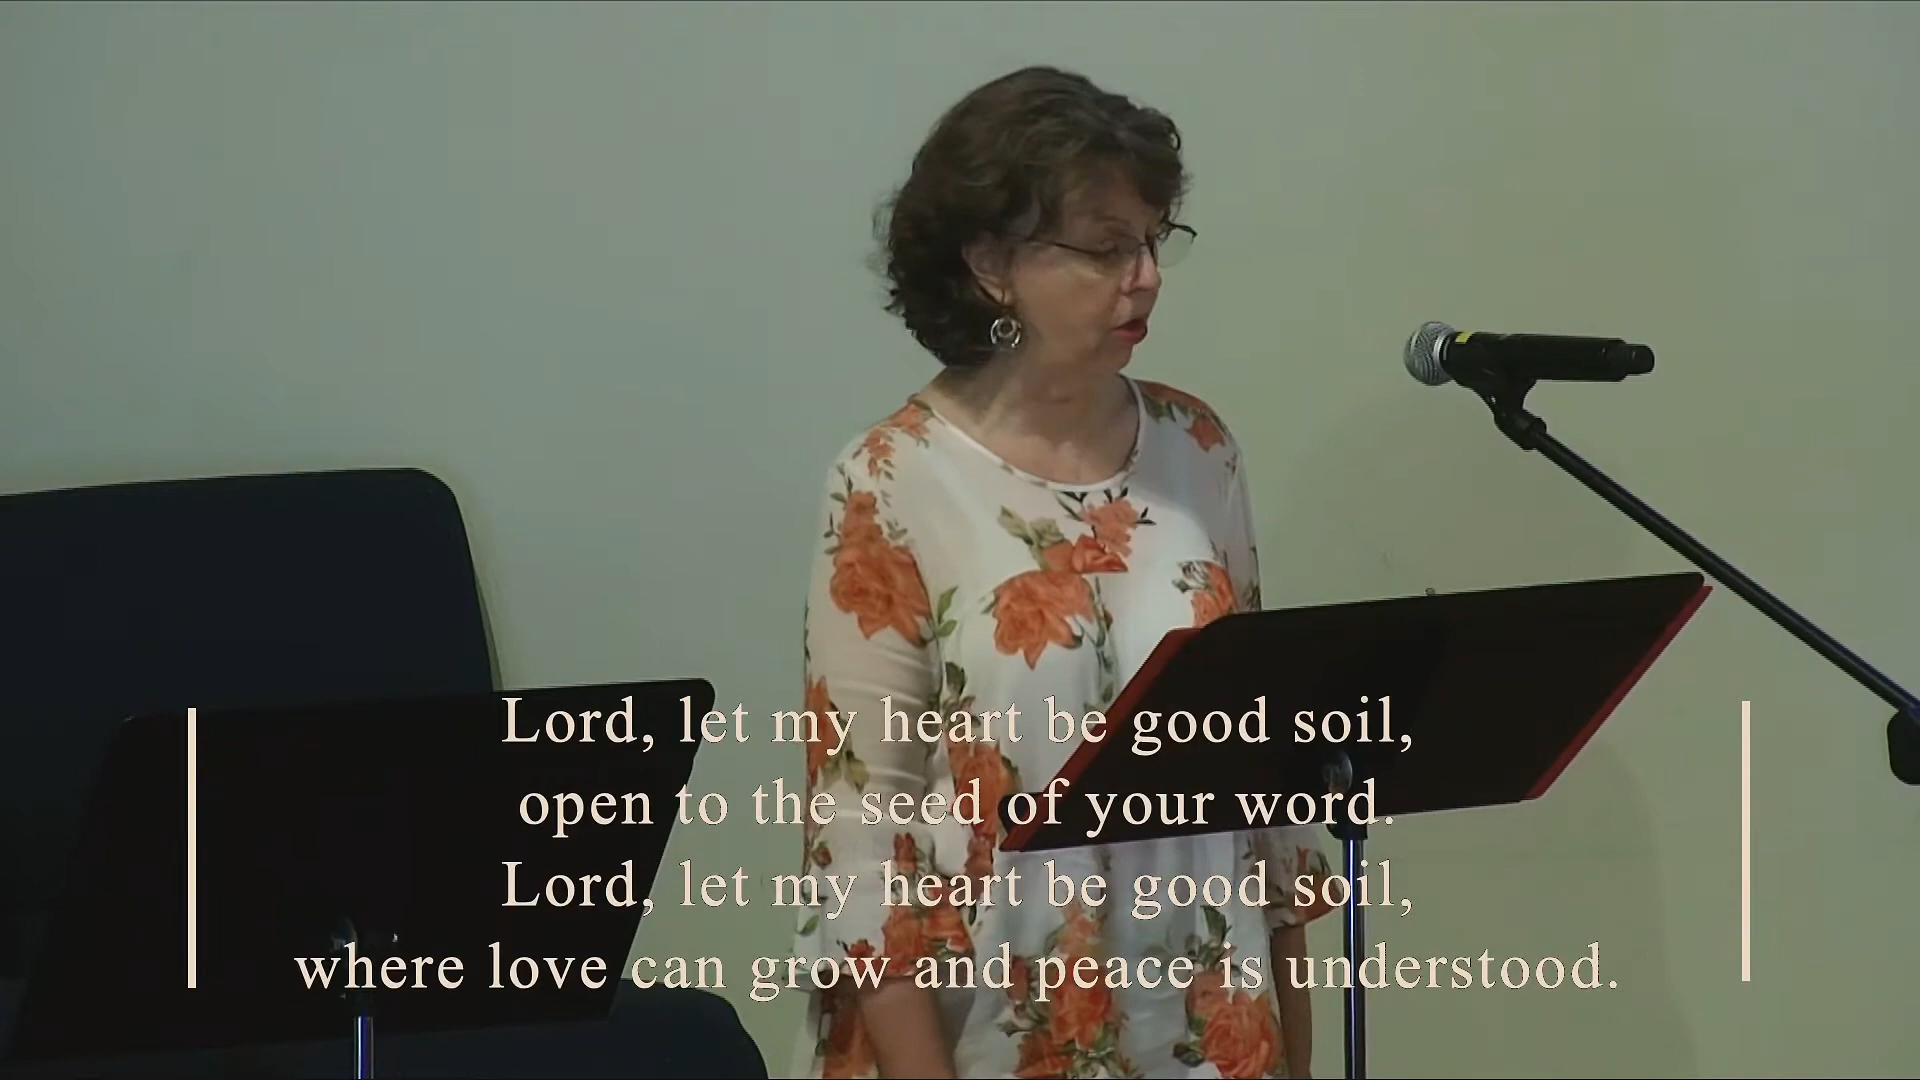 Lord, let my heart be good soil,
open to the seed of your word.
Lord, let my heart be good soil,
where love can grow and peace is understood.